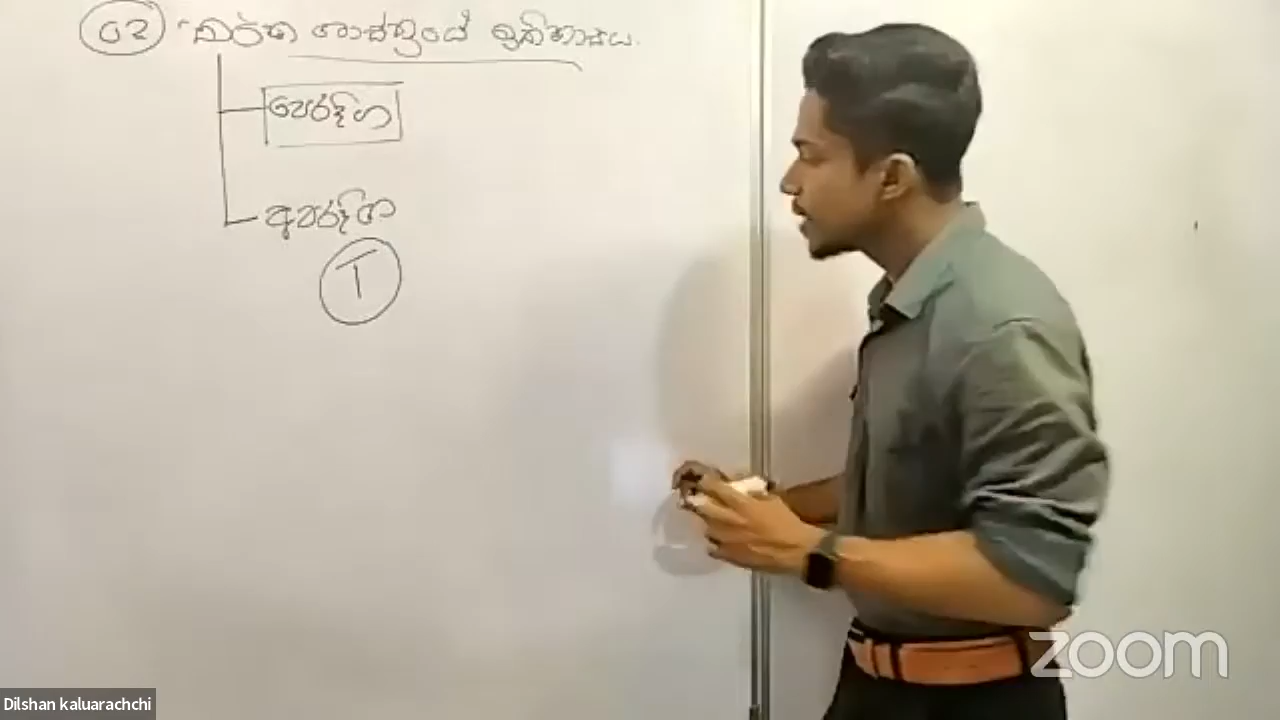 02 තර්ක ශාස්ත්‍රයේ ඉතිහාසය.
පෙරදිග
අපරදිග
T
zoom
Dilshan kaluarachchi